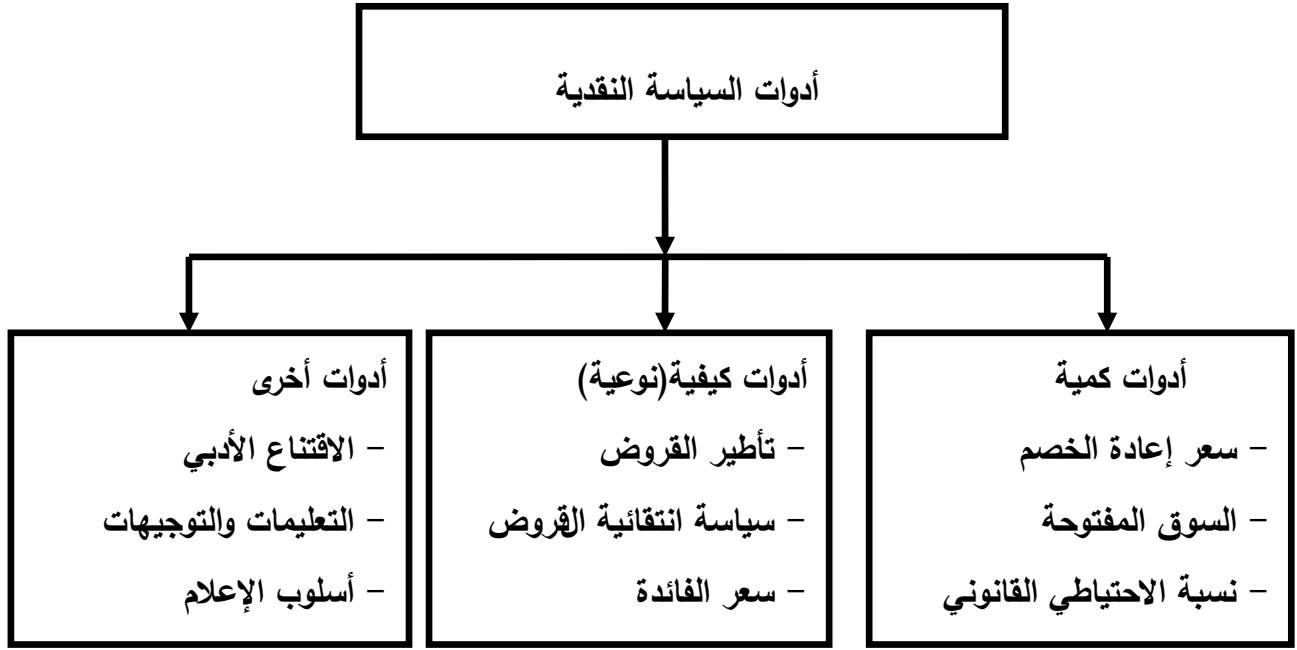 أدوات السياسة النقدية
أدوات كمية
- سعر إعادة الخصم
- السوق المفتوحة
- نسبة الاحتياطي القانوني
أدوات كيفية(نوعية)
- تأطير القروض
- سياسة انتقائية القروض
- سعر الفائدة
أدوات أخرى
- الاقتناع الأدبي
- التعليمات والتوجيهات
- أسلوب الإعلام